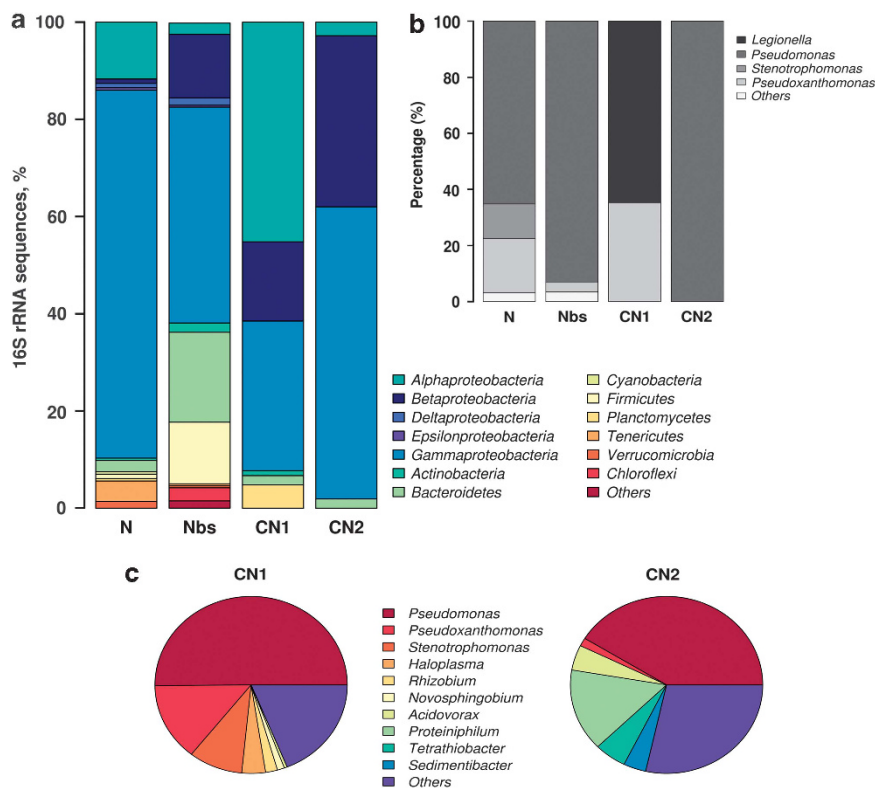 a
16S rRNA sequences, %
100
80
60
40
20
0
N
Nbs
CN1
CN2
b
Percentage (%)
100
80
60
40
20
0
N
Nbs
CN1
CN2
Legionella
Pseudomonas
Stenotrophomonas
Pseudoxanthomonas
Others
Alphaproteobacteria
Betaproteobacteria
Deltaproteobacteria
Epsilonproteobacteria
Gammaproteobacteria
Actinobacteria
Bacteroidetes
Cyanobacteria
Firmicutes
Planctomycetes
Tenericutes
Verrucomicrobia
Chloroflexi
Others
c
CN1
Pseudomonas
Pseudoxanthomonas
Stenotrophomonas
Haloplasma
Rhizobium
Novosphingobium
Acidovorax
Proteiniphilum
Tetrathiobacter
Sedimentibacter
Others
CN2